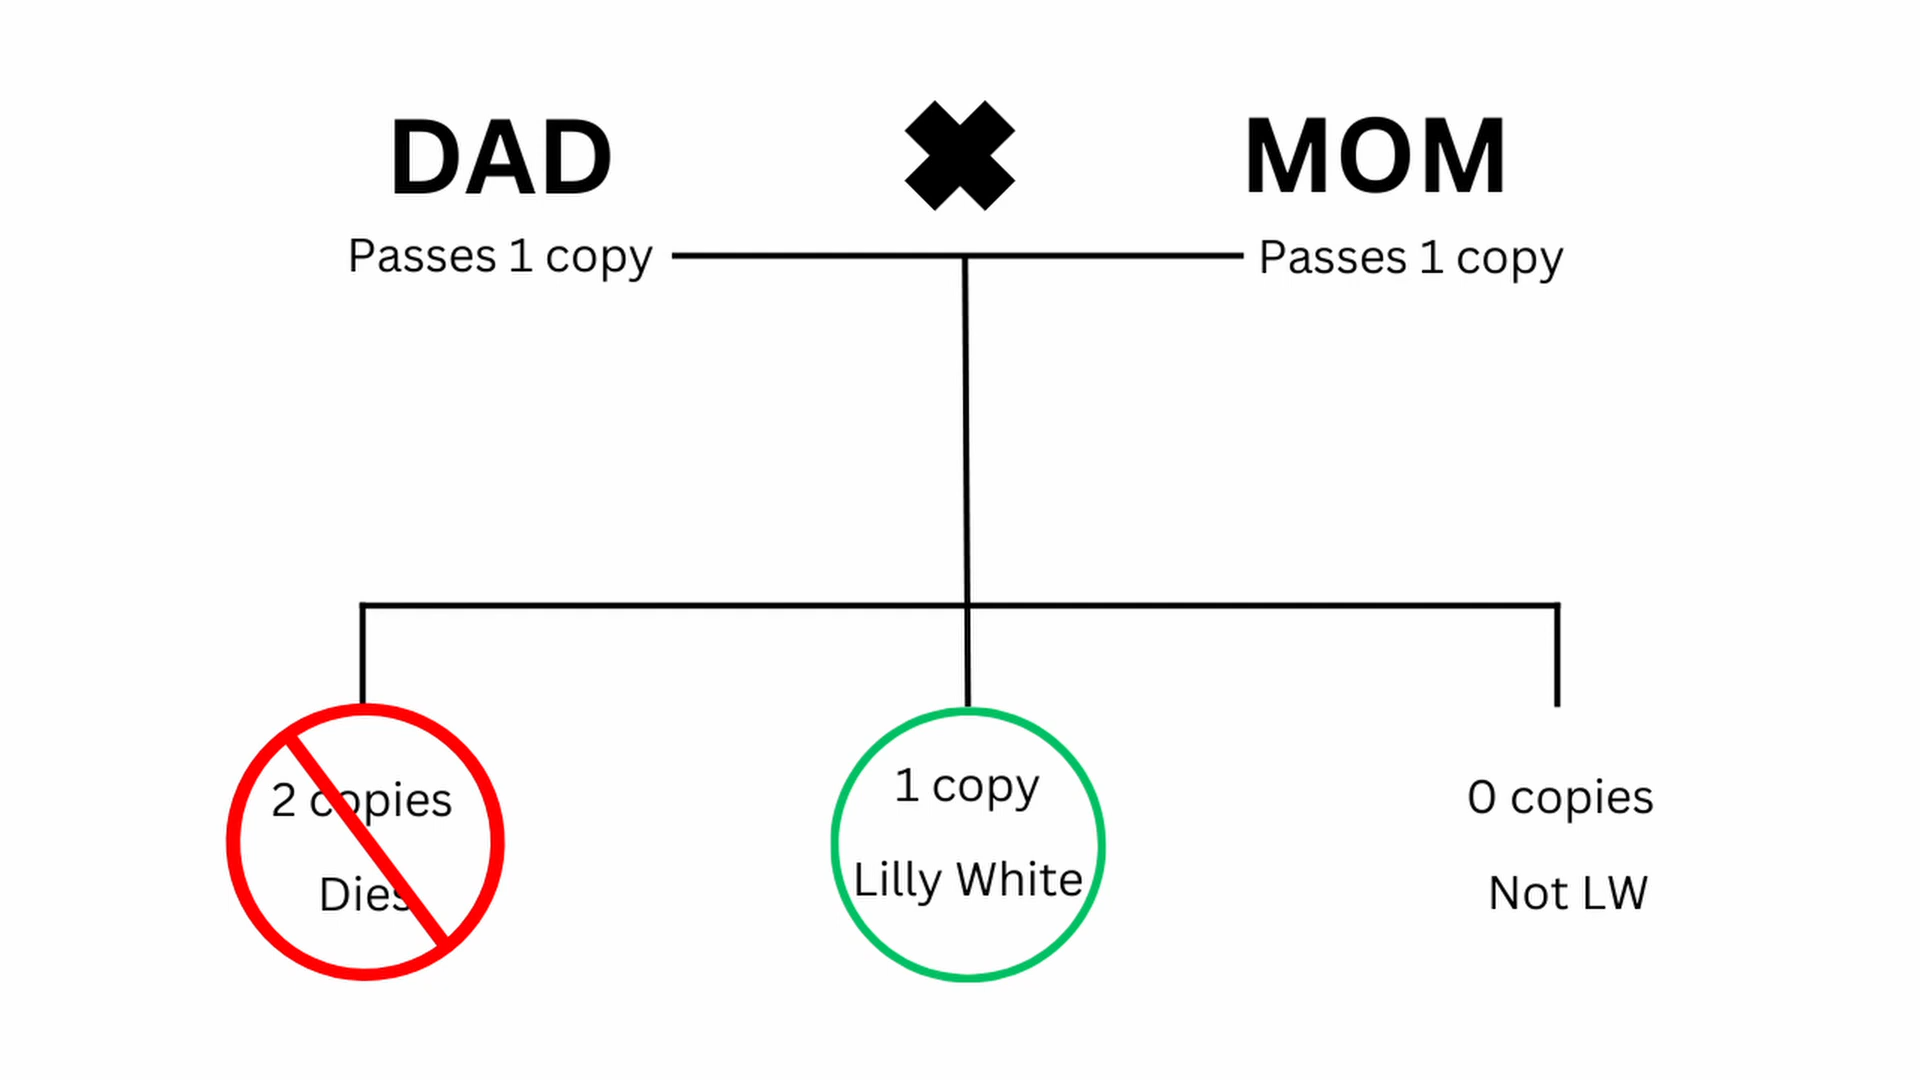 DAD
MOM
Passes 1 copy
Passes 1 copy
2 copies
Dies
1 copy
Lilly White
0 copies
Not LW